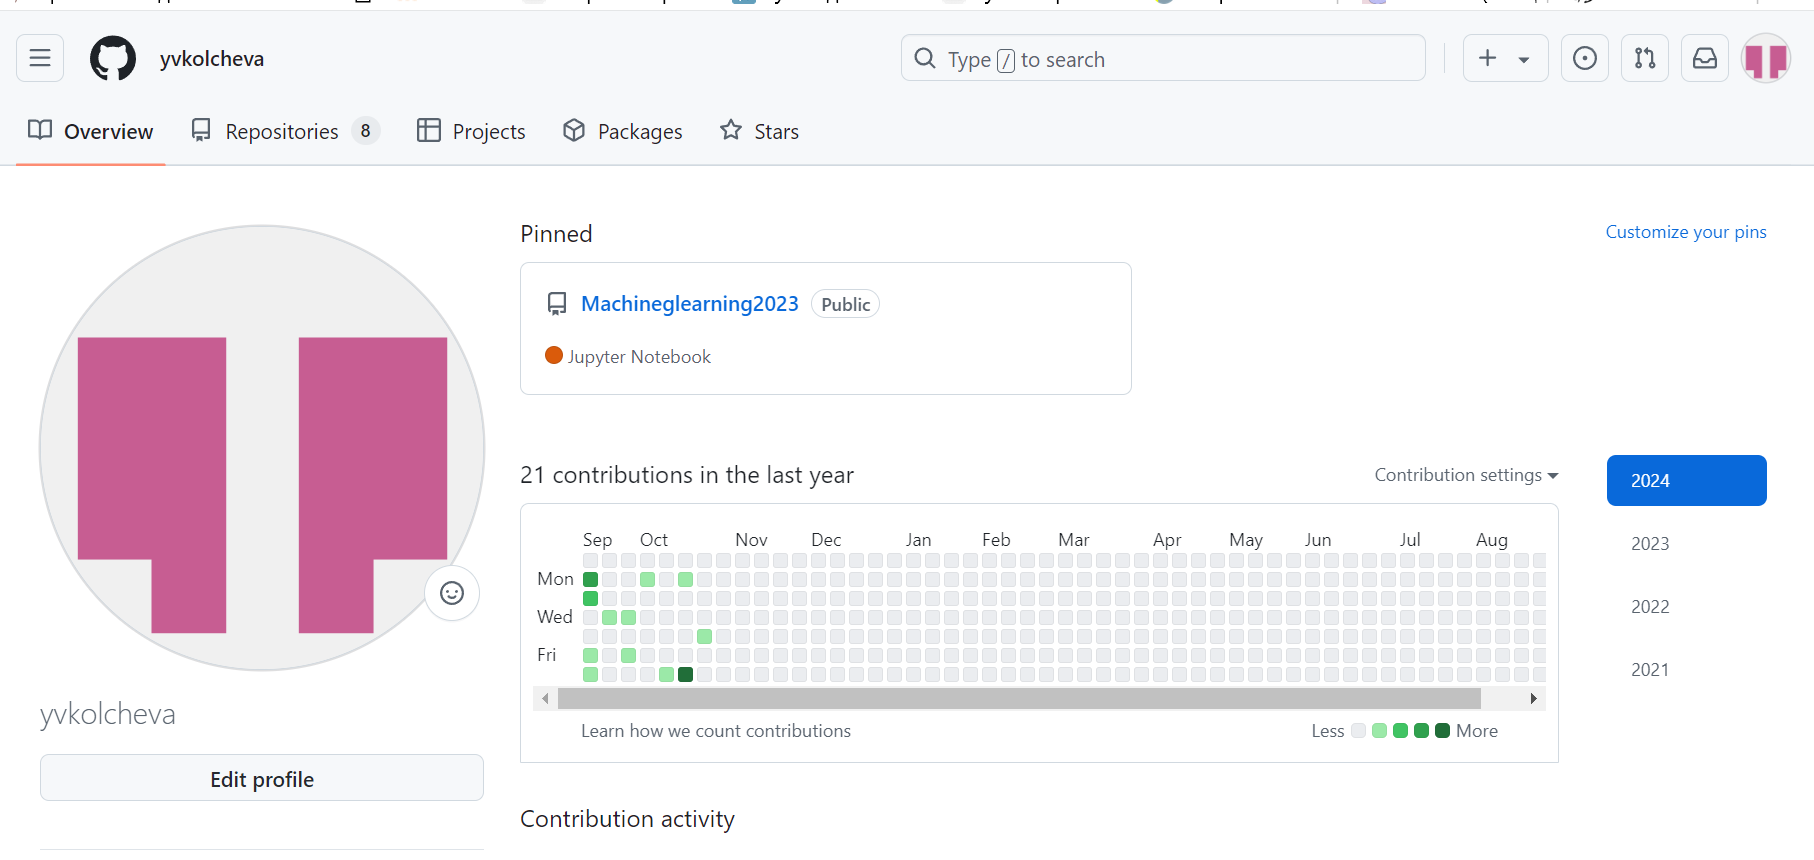 yvkolcheva
Type / to search
Overview
Repositories 8
Projects
Packages
Stars
Pinned
Customize your pins
Machineglearning2023 Public
Jupyter Notebook
21 contributions in the last year
Contribution settings
2024
2023
2022
2021
Sep Oct Nov Dec Jan Feb Mar Apr May Jun Jul Aug
Mon
Wed
Fri
Learn how we count contributions
Less More
yvkolcheva
Edit profile
Contribution activity